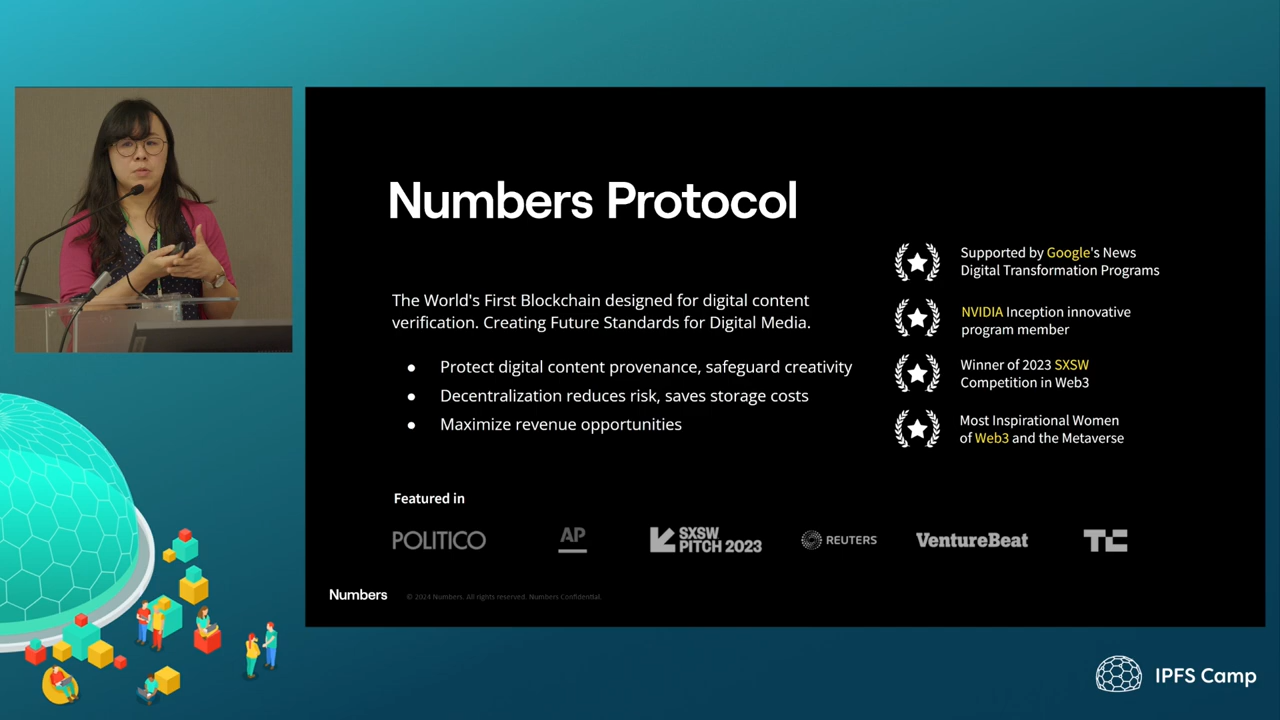 Numbers Protocol
The World's First Blockchain designed for digital content
verification. Creating Future Standards for Digital Media.
● Protect digital content provenance, safeguard creativity
● Decentralization reduces risk, saves storage costs
● Maximize revenue opportunities
Supported by Google's News
Digital Transformation Programs
NVIDIA Inception innovative
program member
Winner of 2023 SXSW
Competition in Web3
Most Inspirational Women
of Web3 and the Metaverse
Featured in
POLITICO
AP
SXSW
PITCH 2023
REUTERS
VentureBeat
TC
Numbers
© 2024 Numbers. All rights reserved. Numbers Confidential.
IPFS Camp